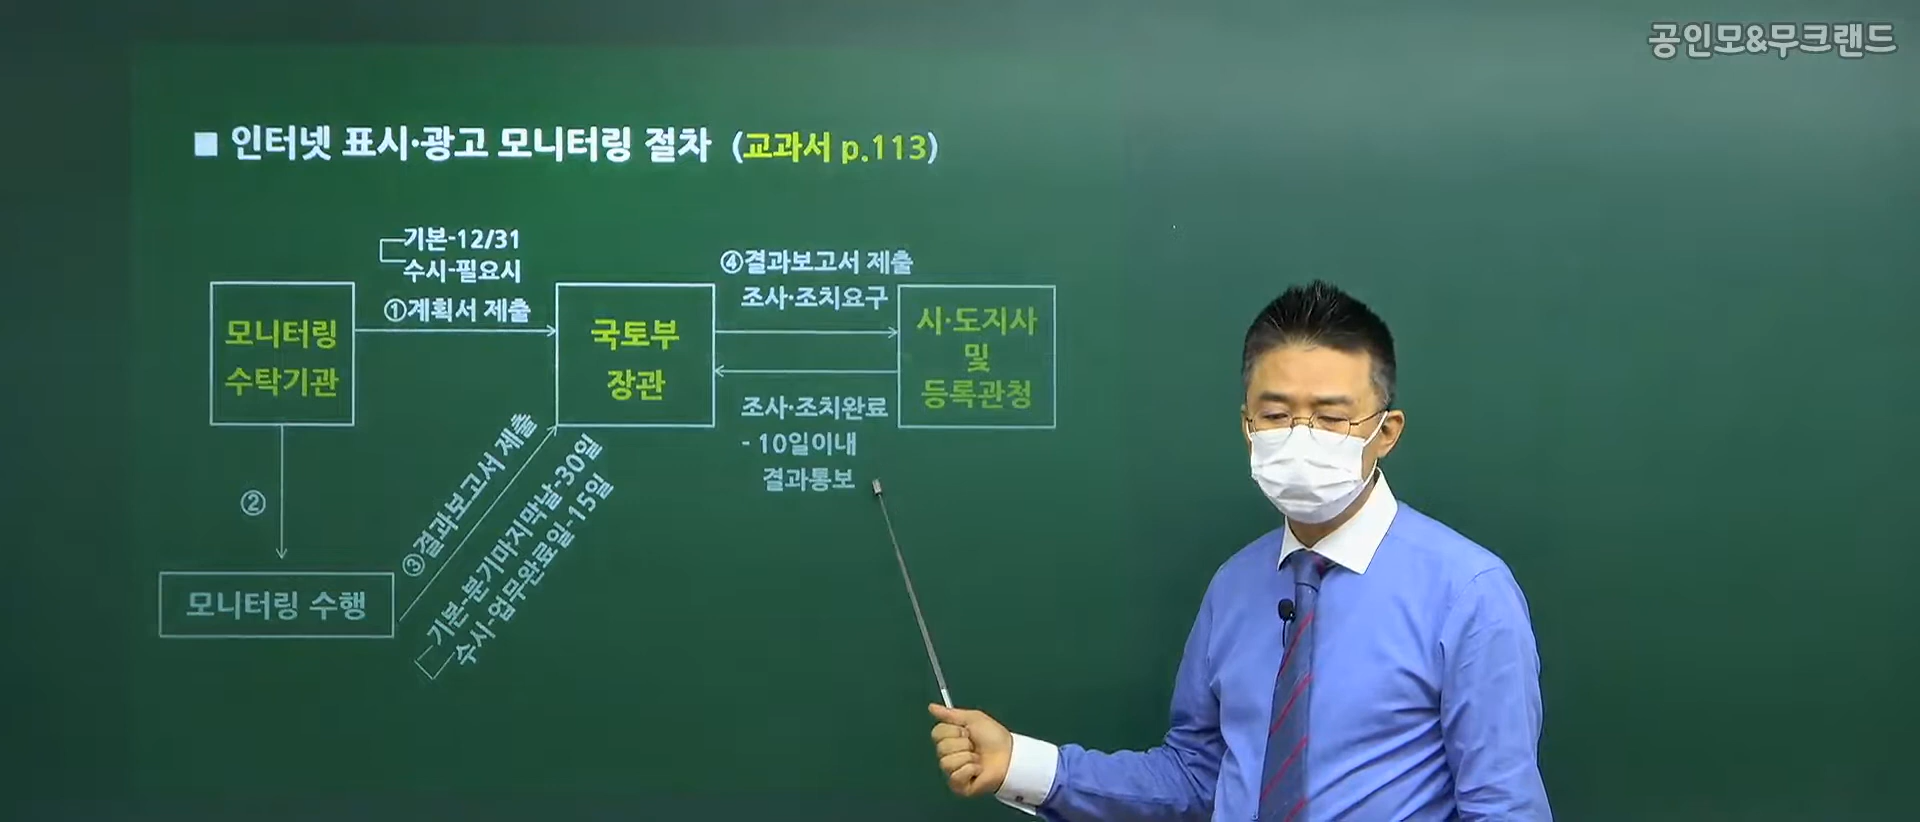 공인모&무크랜드
■ 인터넷 표시·광고 모니터링 절차 (교과서 p.113)
기본-12/31
수시-필요시
①계획서 제출
④결과보고서 제출
조사·조치요구
모니터링
수탁기관
국토부
장관
시·도지사
및
등록관청
조사·조치완료
- 10일이내
결과통보
②
③결과보고서 제출
기본-분기마지막날-30일
수시-업무완료일-15일
모니터링 수행